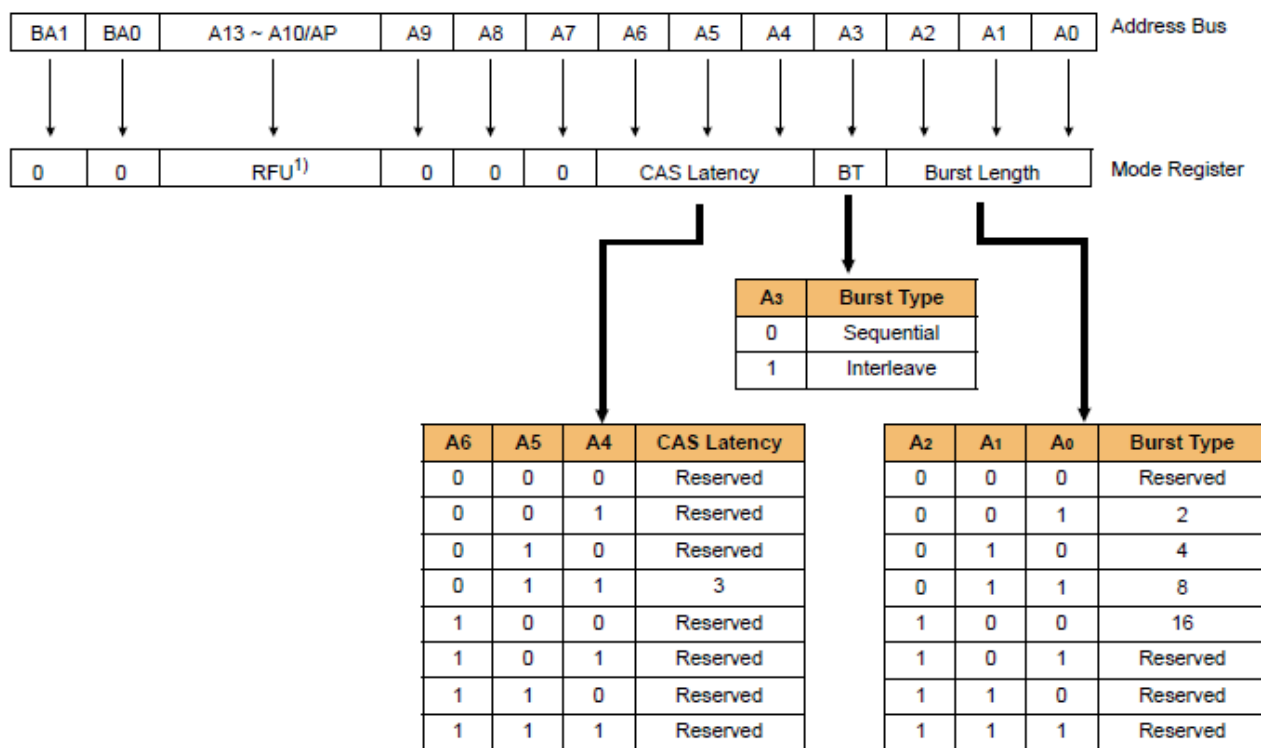 BA1 BA0 A13 ~ A10/AP A9 A8 A7 A6 A5 A4 A3 A2 A1 A0 Address Bus
0 0 RFU1) 0 0 0 CAS Latency BT Burst Length Mode Register
A3 Burst Type
0 Sequential
1 Interleave
A6 A5 A4 CAS Latency
0 0 0 Reserved
0 0 1 Reserved
0 1 0 Reserved
0 1 1 3
1 0 0 Reserved
1 0 1 Reserved
1 1 0 Reserved
1 1 1 Reserved
A2 A1 A0 Burst Type
0 0 0 Reserved
0 0 1 2
0 1 0 4
0 1 1 8
1 0 0 16
1 0 1 Reserved
1 1 0 Reserved
1 1 1 Reserved